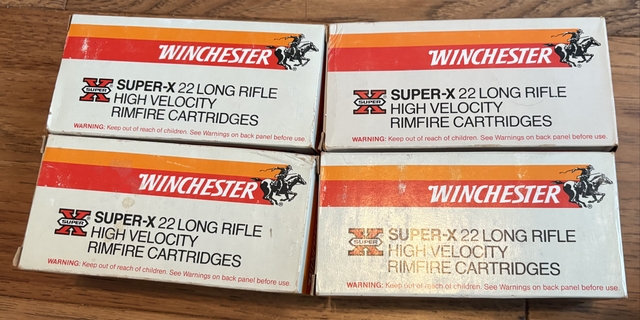 WINCHESTER
®
X
SUPER
®
SUPER-X 22 LONG RIFLE
HIGH VELOCITY
RIMFIRE CARTRIDGES
WARNING: Keep out of reach of children. See Warnings on back panel before use.
WINCHESTER
®
X
SUPER
®
SUPER-X 22 LONG RIFLE
HIGH VELOCITY
RIMFIRE CARTRIDGES
WARNING: Keep out of reach of children. See Warnings on back panel before use.
WINCHESTER
®
X
SUPER
®
SUPER-X 22 LONG RIFLE
HIGH VELOCITY
RIMFIRE CARTRIDGES
WARNING: Keep out of reach of children. See Warnings on back panel before use.
WINCHESTER
®
X
SUPER
®
SUPER-X 22 LONG RIFLE
HIGH VELOCITY
RIMFIRE CARTRIDGES
WARNING: Keep out of reach of children. See Warnings on back panel before use.